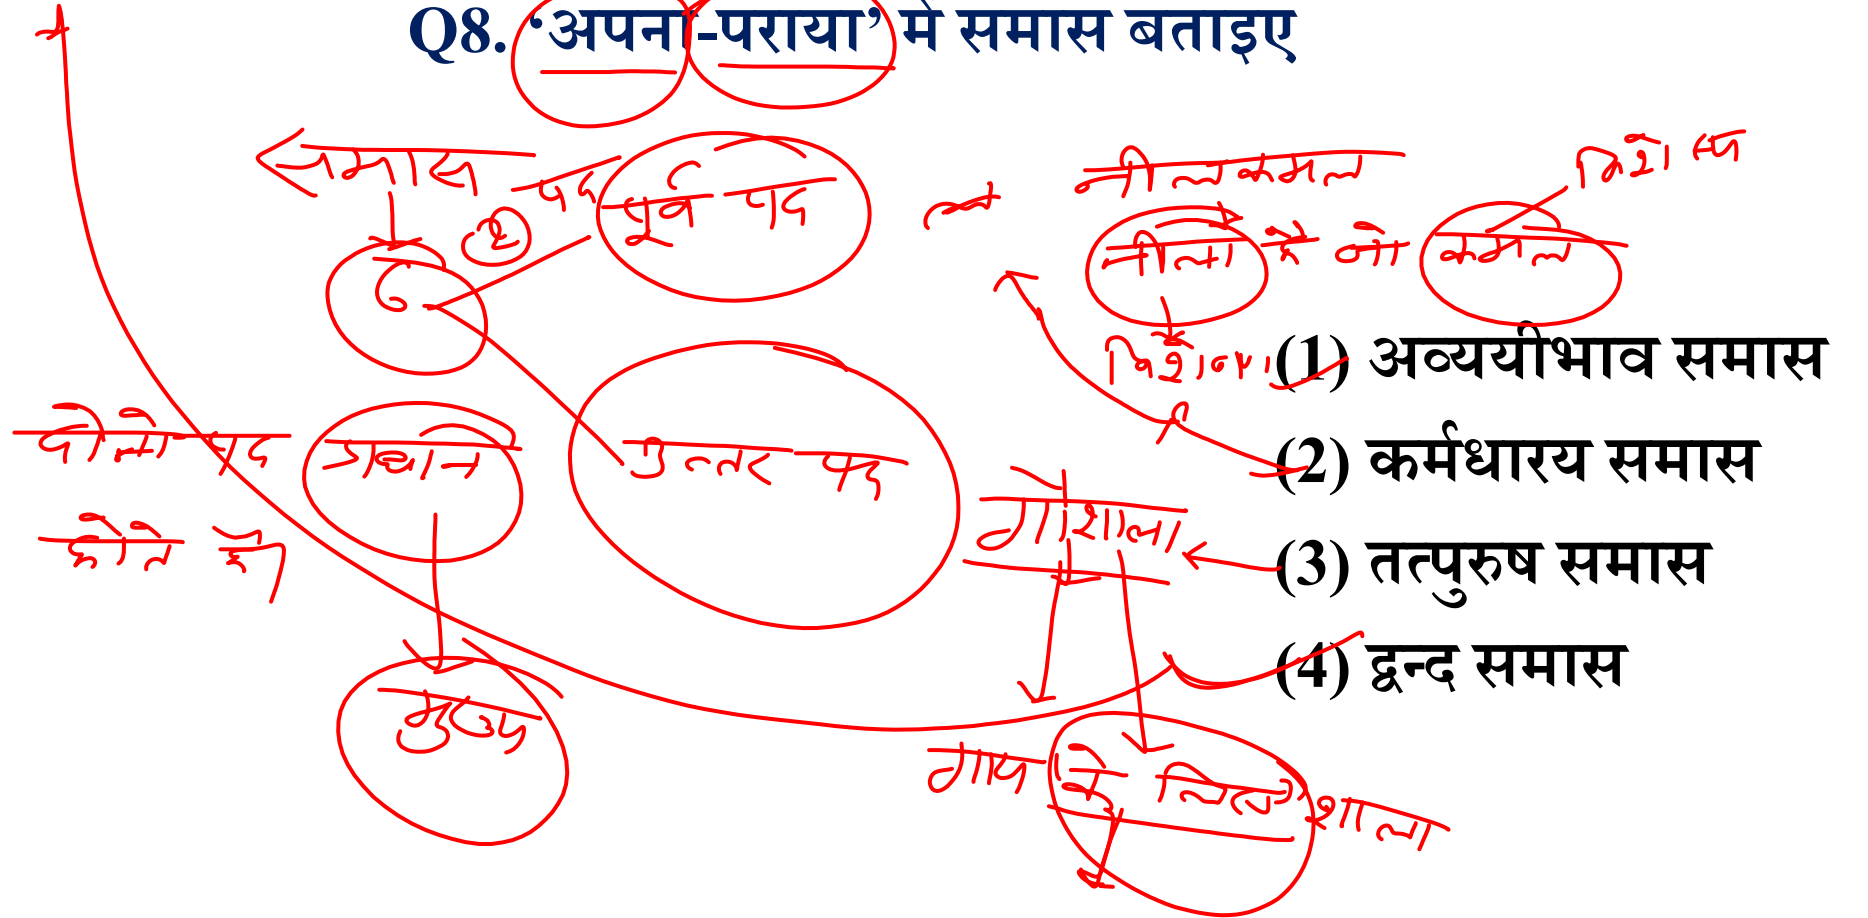 Q8. ‘अपना-पराया’ में समास बताइए
समास
पद
पूर्व पद
२
नीलकमल
विशेष्य
नीला है जो कमल
(1) अव्ययीभाव समास
दोनो पद प्रधान
उत्तर पद
(2) कर्मधारय समास
होते हैं
गोशाला
(3) तत्पुरुष समास
(4) द्वन्द समास
मुख्य
गाय के लिए शाला